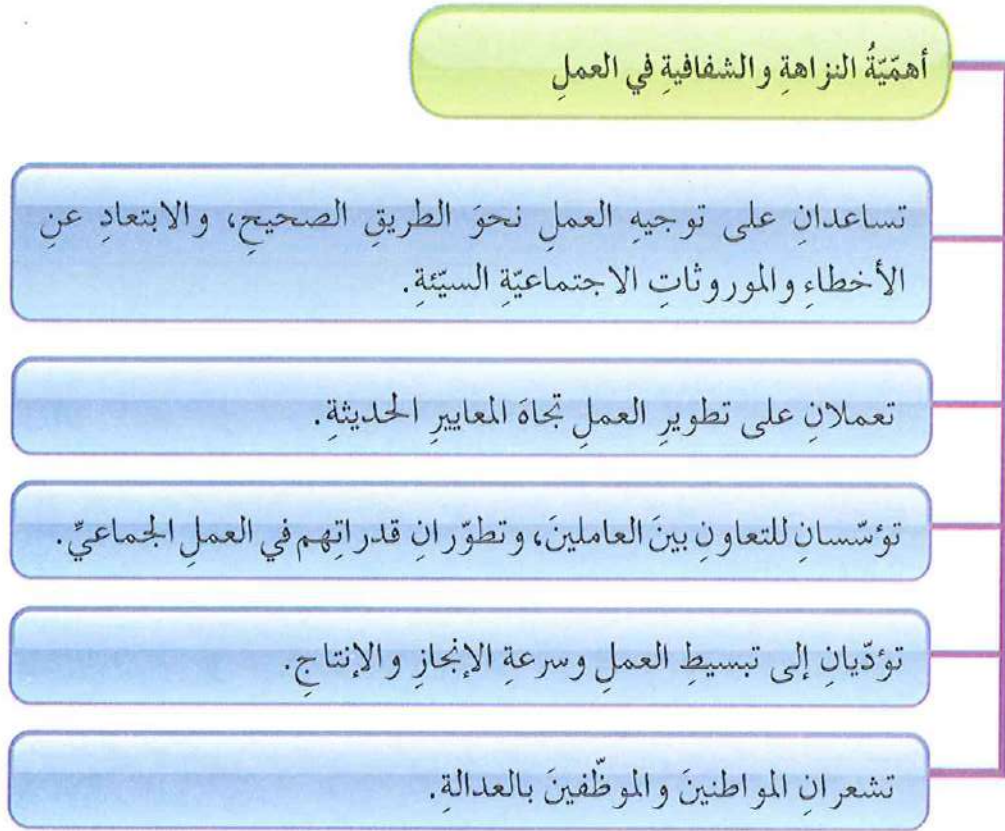 أهمّيّةُ النزاهةِ والشفافيةِ في العملِ
تساعدانِ على توجيهِ العملِ نحوَ الطريقِ الصحيحِ، والابتعادِ عنِ
الأخطاءِ والموروثاتِ الاجتماعيّةِ السيّئةِ.
تعملانِ على تطويرِ العملِ تجاهَ المعاييرِ الحديثةِ.
تؤسّسانِ للتعاونِ بينَ العاملينَ، وتطوّرانِ قدراتِهم في العملِ الجماعيِّ.
تؤدّيانِ إلى تبسيطِ العملِ وسرعةِ الإنجازِ والإنتاجِ.
تشعرانِ المواطنينَ والموظّفينَ بالعدالةِ.